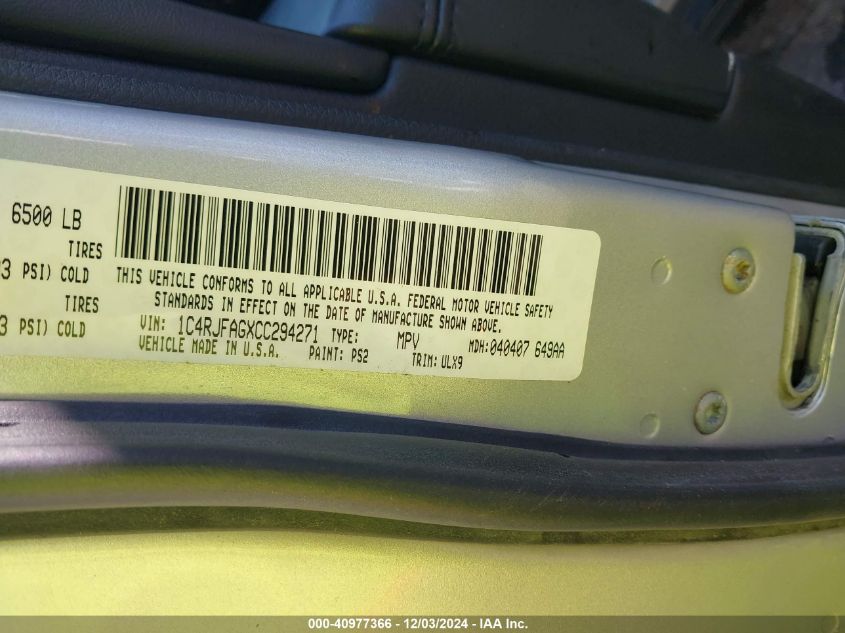 6500 LB
TIRES
3 PSI) COLD
TIRES
3 PSI) COLD
THIS VEHICLE CONFORMS TO ALL APPLICABLE U.S.A. FEDERAL MOTOR VEHICLE SAFETY
STANDARDS IN EFFECT ON THE DATE OF MANUFACTURE SHOWN ABOVE.
VIN: 1C4RJFAGXCC294271 TYPE: MPV MDH:040407 649AA
VEHICLE MADE IN U.S.A. PAINT: PS2 TRIM:ULX9
000-40977366 - 12/03/2024 - IAA Inc.